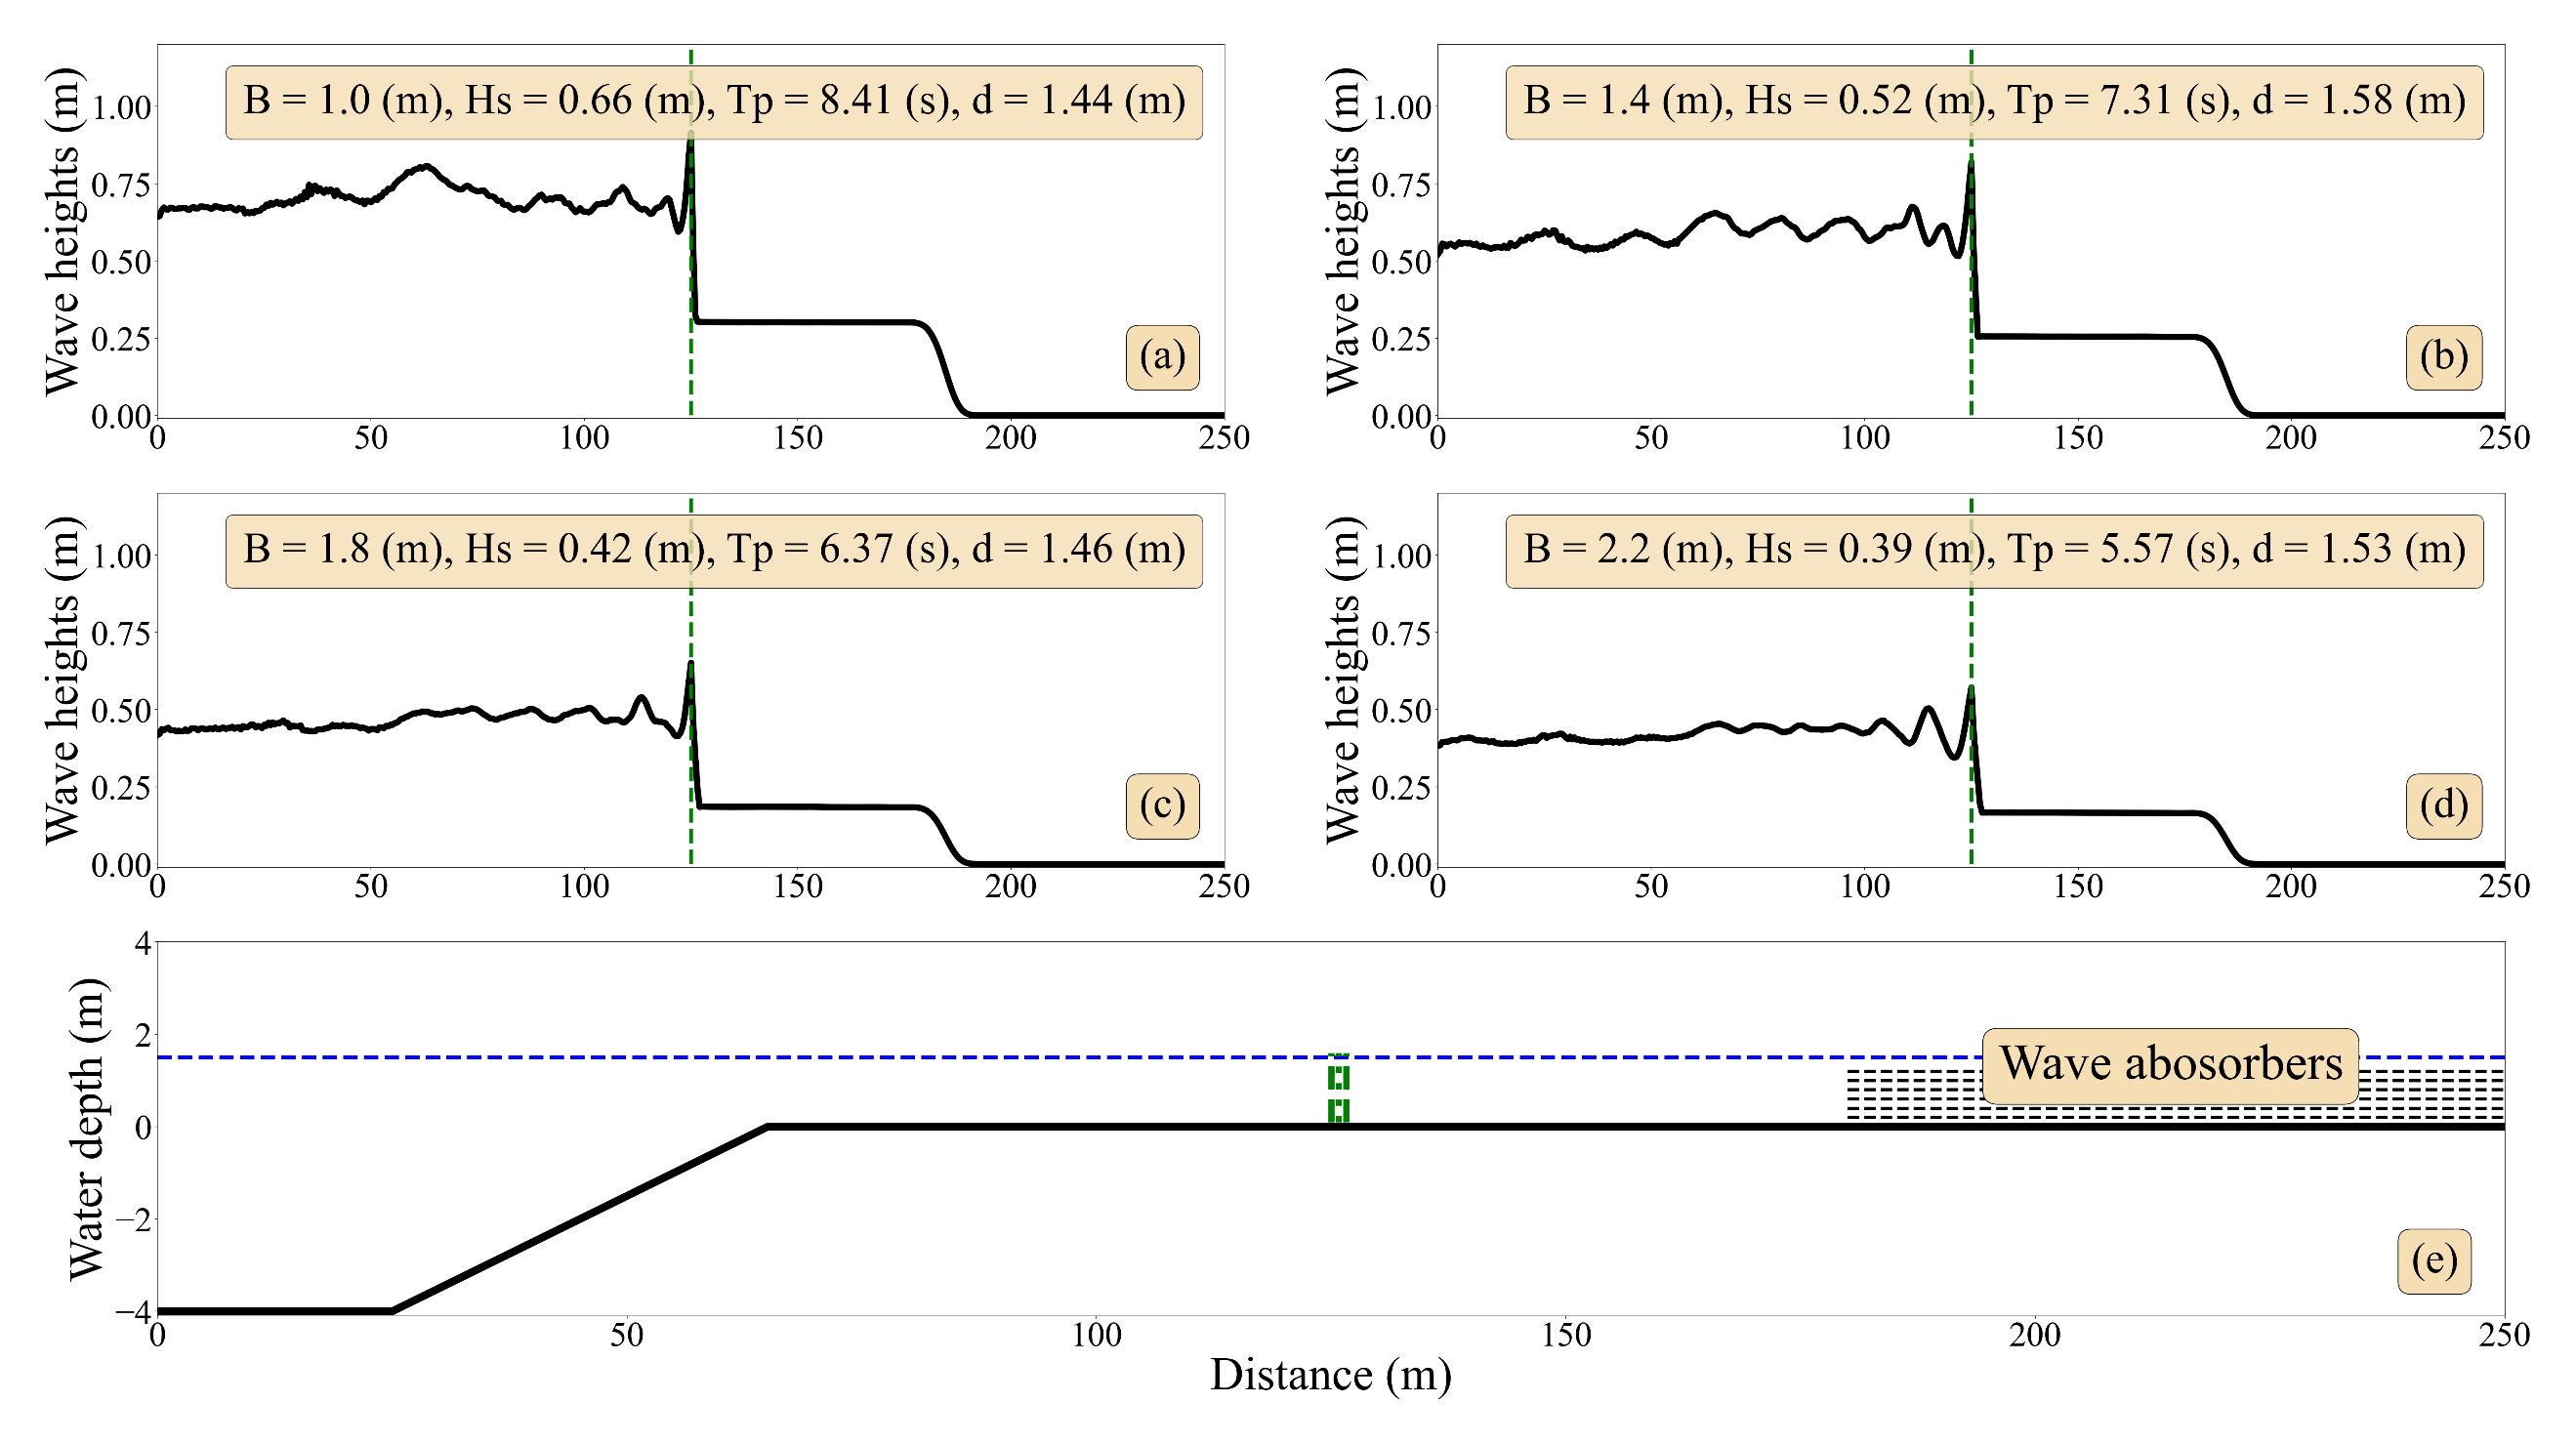 B = 1.0 (m), Hs = 0.66 (m), Tp = 8.41 (s), d = 1.44 (m)
Wave heights (m)
1.00
0.75
0.50
0.25
0.00
(a)
0 50 100 150 200 250
B = 1.4 (m), Hs = 0.52 (m), Tp = 7.31 (s), d = 1.58 (m)
Wave heights (m)
1.00
0.75
0.50
0.25
0.00
(b)
0 50 100 150 200 250
B = 1.8 (m), Hs = 0.42 (m), Tp = 6.37 (s), d = 1.46 (m)
Wave heights (m)
1.00
0.75
0.50
0.25
0.00
(c)
0 50 100 150 200 250
B = 2.2 (m), Hs = 0.39 (m), Tp = 5.57 (s), d = 1.53 (m)
Wave heights (m)
1.00
0.75
0.50
0.25
0.00
(d)
0 50 100 150 200 250
Water depth (m)
4
2
0
−2
−4
Wave abosorbers
(e)
0 50 100 150 200 250
Distance (m)